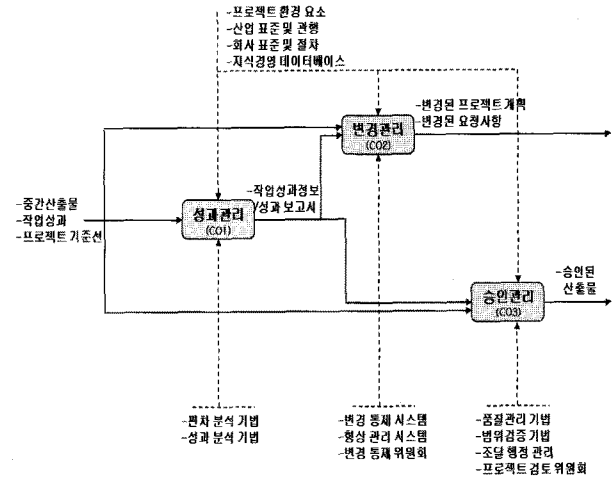 -프로젝트 환경 요소
-산업 표준 및 관행
-회사 표준 및 절차
-지식경영 데이터베이스
변경관리
(CO2)
-변경된 프로젝트 계획
-변경된 요청사항
-중간산출물
-작업성과
-프로젝트 기준선
성과관리
(CO1)
-작업성과정보
/성과 보고서
승인관리
(CO3)
-승인된
산출물
-편차 분석 기법
-성과 분석 기법
-변경 통제 시스템
-형상 관리 시스템
-변경 통제 위원회
-품질관리 기법
-범위검증 기법
-조달 행정 관리
-프로젝트 검토 위원회